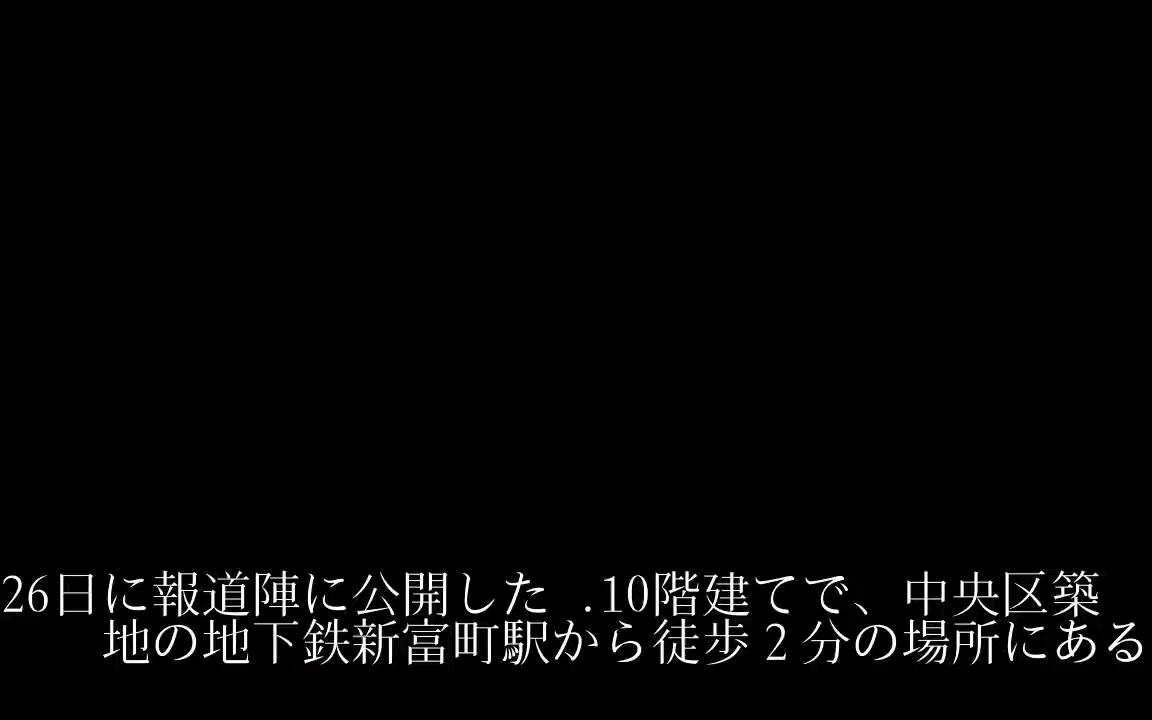 26日に報道陣に公開した .10階建てで、中央区築
地の地下鉄新富町駅から徒歩２分の場所にある